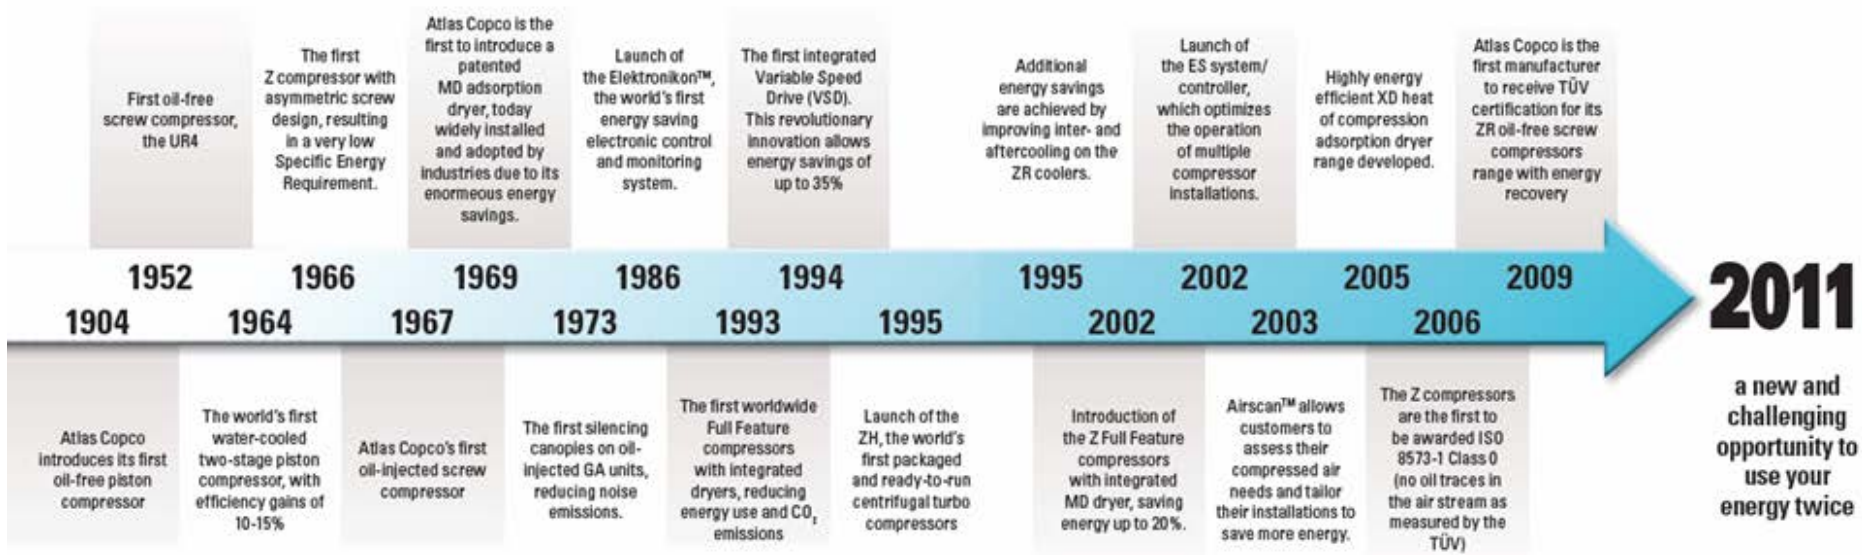 First oil-free
screw compressor,
the UR4
The first
Z compressor with
asymmetric screw
design, resulting
in a very low
Specific Energy
Requirement.
Atlas Copco is the
first to introduce a
patented
MD adsorption
dryer, today
widely installed
and adopted by
industries due to its
enormeous energy
savings.
Launch of
the Elektronikon™,
the world's first
energy saving
electronic control
and monitoring
system.
The first integrated
Variable Speed
Drive (VSD).
This revolutionary
innovation allows
energy savings of
up to 35%
Additional
energy savings
are achieved by
improving inter- and
aftercooling on the
ZR coolers.
Launch of
the ES system/
controller,
which optimizes
the operation
of multiple
compressor
installations.
Highly energy
efficient XD heat
of compression
adsorption dryer
range developed.
Atlas Copco is the
first manufacturer
to receive TÜV
certification for its
ZR oil-free screw
compressors
range with energy
recovery
1952 1966 1969 1986 1994 1995 2002 2005 2009
1904 1964 1967 1973 1993 1995 2002 2003 2006
2011
Atlas Copco
introduces its first
oil-free piston
compressor
The world's first
water-cooled
two-stage piston
compressor, with
efficiency gains of
10-15%
Atlas Copco's first
oil-injected screw
compressor
The first silencing
canopies on oil-
injected GA units,
reducing noise
emissions.
The first worldwide
Full Feature
compressors
with integrated
dryers, reducing
energy use and CO₂
emissions
Launch of the
ZH, the world's
first packaged
and ready-to-run
centrifugal turbo
compressors
Introduction of
the Z Full Feature
compressors
with integrated
MD dryer, saving
energy up to 20%.
Airscan™ allows
customers to
assess their
compressed air
needs and tailor
their installations to
save more energy.
The Z compressors
are the first to
be awarded ISO
8573-1 Class 0
(no oil traces in
the air stream as
measured by the
TÜV)
a new and
challenging
opportunity to
use your
energy twice